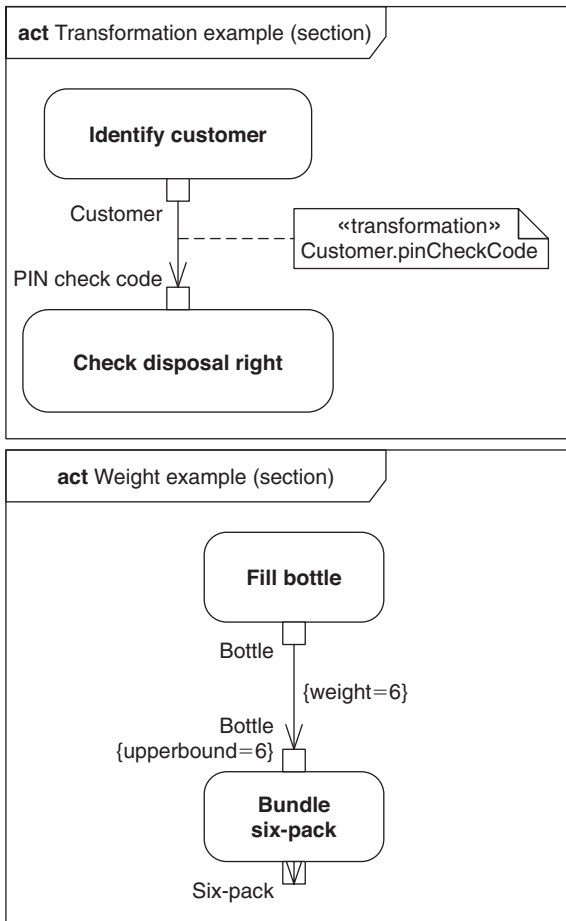 act Transformation example (section)
Identify customer
Customer
«transformation»
Customer.pinCheckCode
PIN check code
Check disposal right
act Weight example (section)
Fill bottle
Bottle
{weight=6}
Bottle
{upperbound=6}
Bundle
six-pack
Six-pack